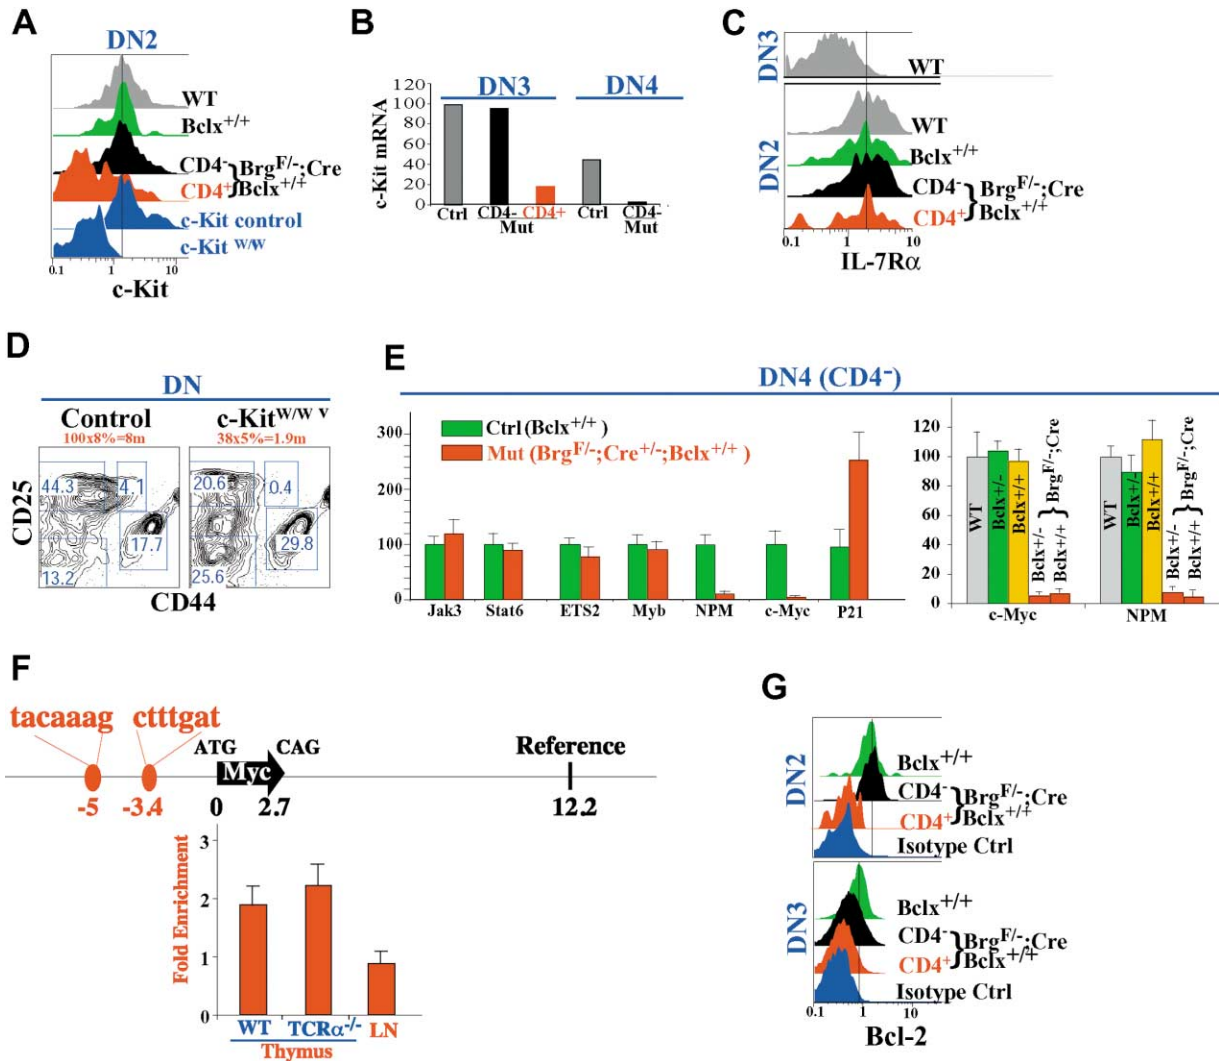 A
DN2
WT
Bclx+/+
CD4- } BrgF/-;Cre
CD4+ } Bclx+/+
c-Kit control
c-Kit W/W
0.1 1 10
c-Kit
B
DN3 DN4
120
100
80
60
40
20
0
c-Kit mRNA
Ctrl CD4- CD4+ Ctrl CD4-
Mut Mut
C
DN3
WT
DN2
WT
Bclx+/+
CD4- } BrgF/-;Cre
CD4+ } Bclx+/+
0.1 1 10
IL-7Rα
D
DN
Control c-KitW/W V
100x8%=8m 38x5%=1.9m
44.3 4.1 20.6 0.4
17.7 29.8
13.2 25.6
CD25
CD44
E
DN4 (CD4-)
Ctrl (Bclx+/+)
Mut (BrgF/-;Cre+/-;Bclx+/+)
300
200
100
0
Jak3 Stat6 ETS2 Myb NPM c-Myc P21
120
100
80
60
40
20
0
WT
Bclx+/-
Bclx+/+
Bclx+/-
Bclx+/+
} BrgF/-;Cre
WT
Bclx+/-
Bclx+/+
Bclx+/-
Bclx+/+
} BrgF/-;Cre
c-Myc NPM
F
tacaaag ctttgat
ATG CAG Reference
Myc
-5 -3.4 0 2.7 12.2
3
2
1
0
Fold Enrichment
WT TCRα-/- LN
Thymus
G
DN2
Bclx+/+
CD4- } BrgF/-;Cre
CD4+ } Bclx+/+
Isotype Ctrl
DN3
Bclx+/+
CD4- } BrgF/-;Cre
CD4+ } Bclx+/+
Isotype Ctrl
0.1 1 10
Bcl-2